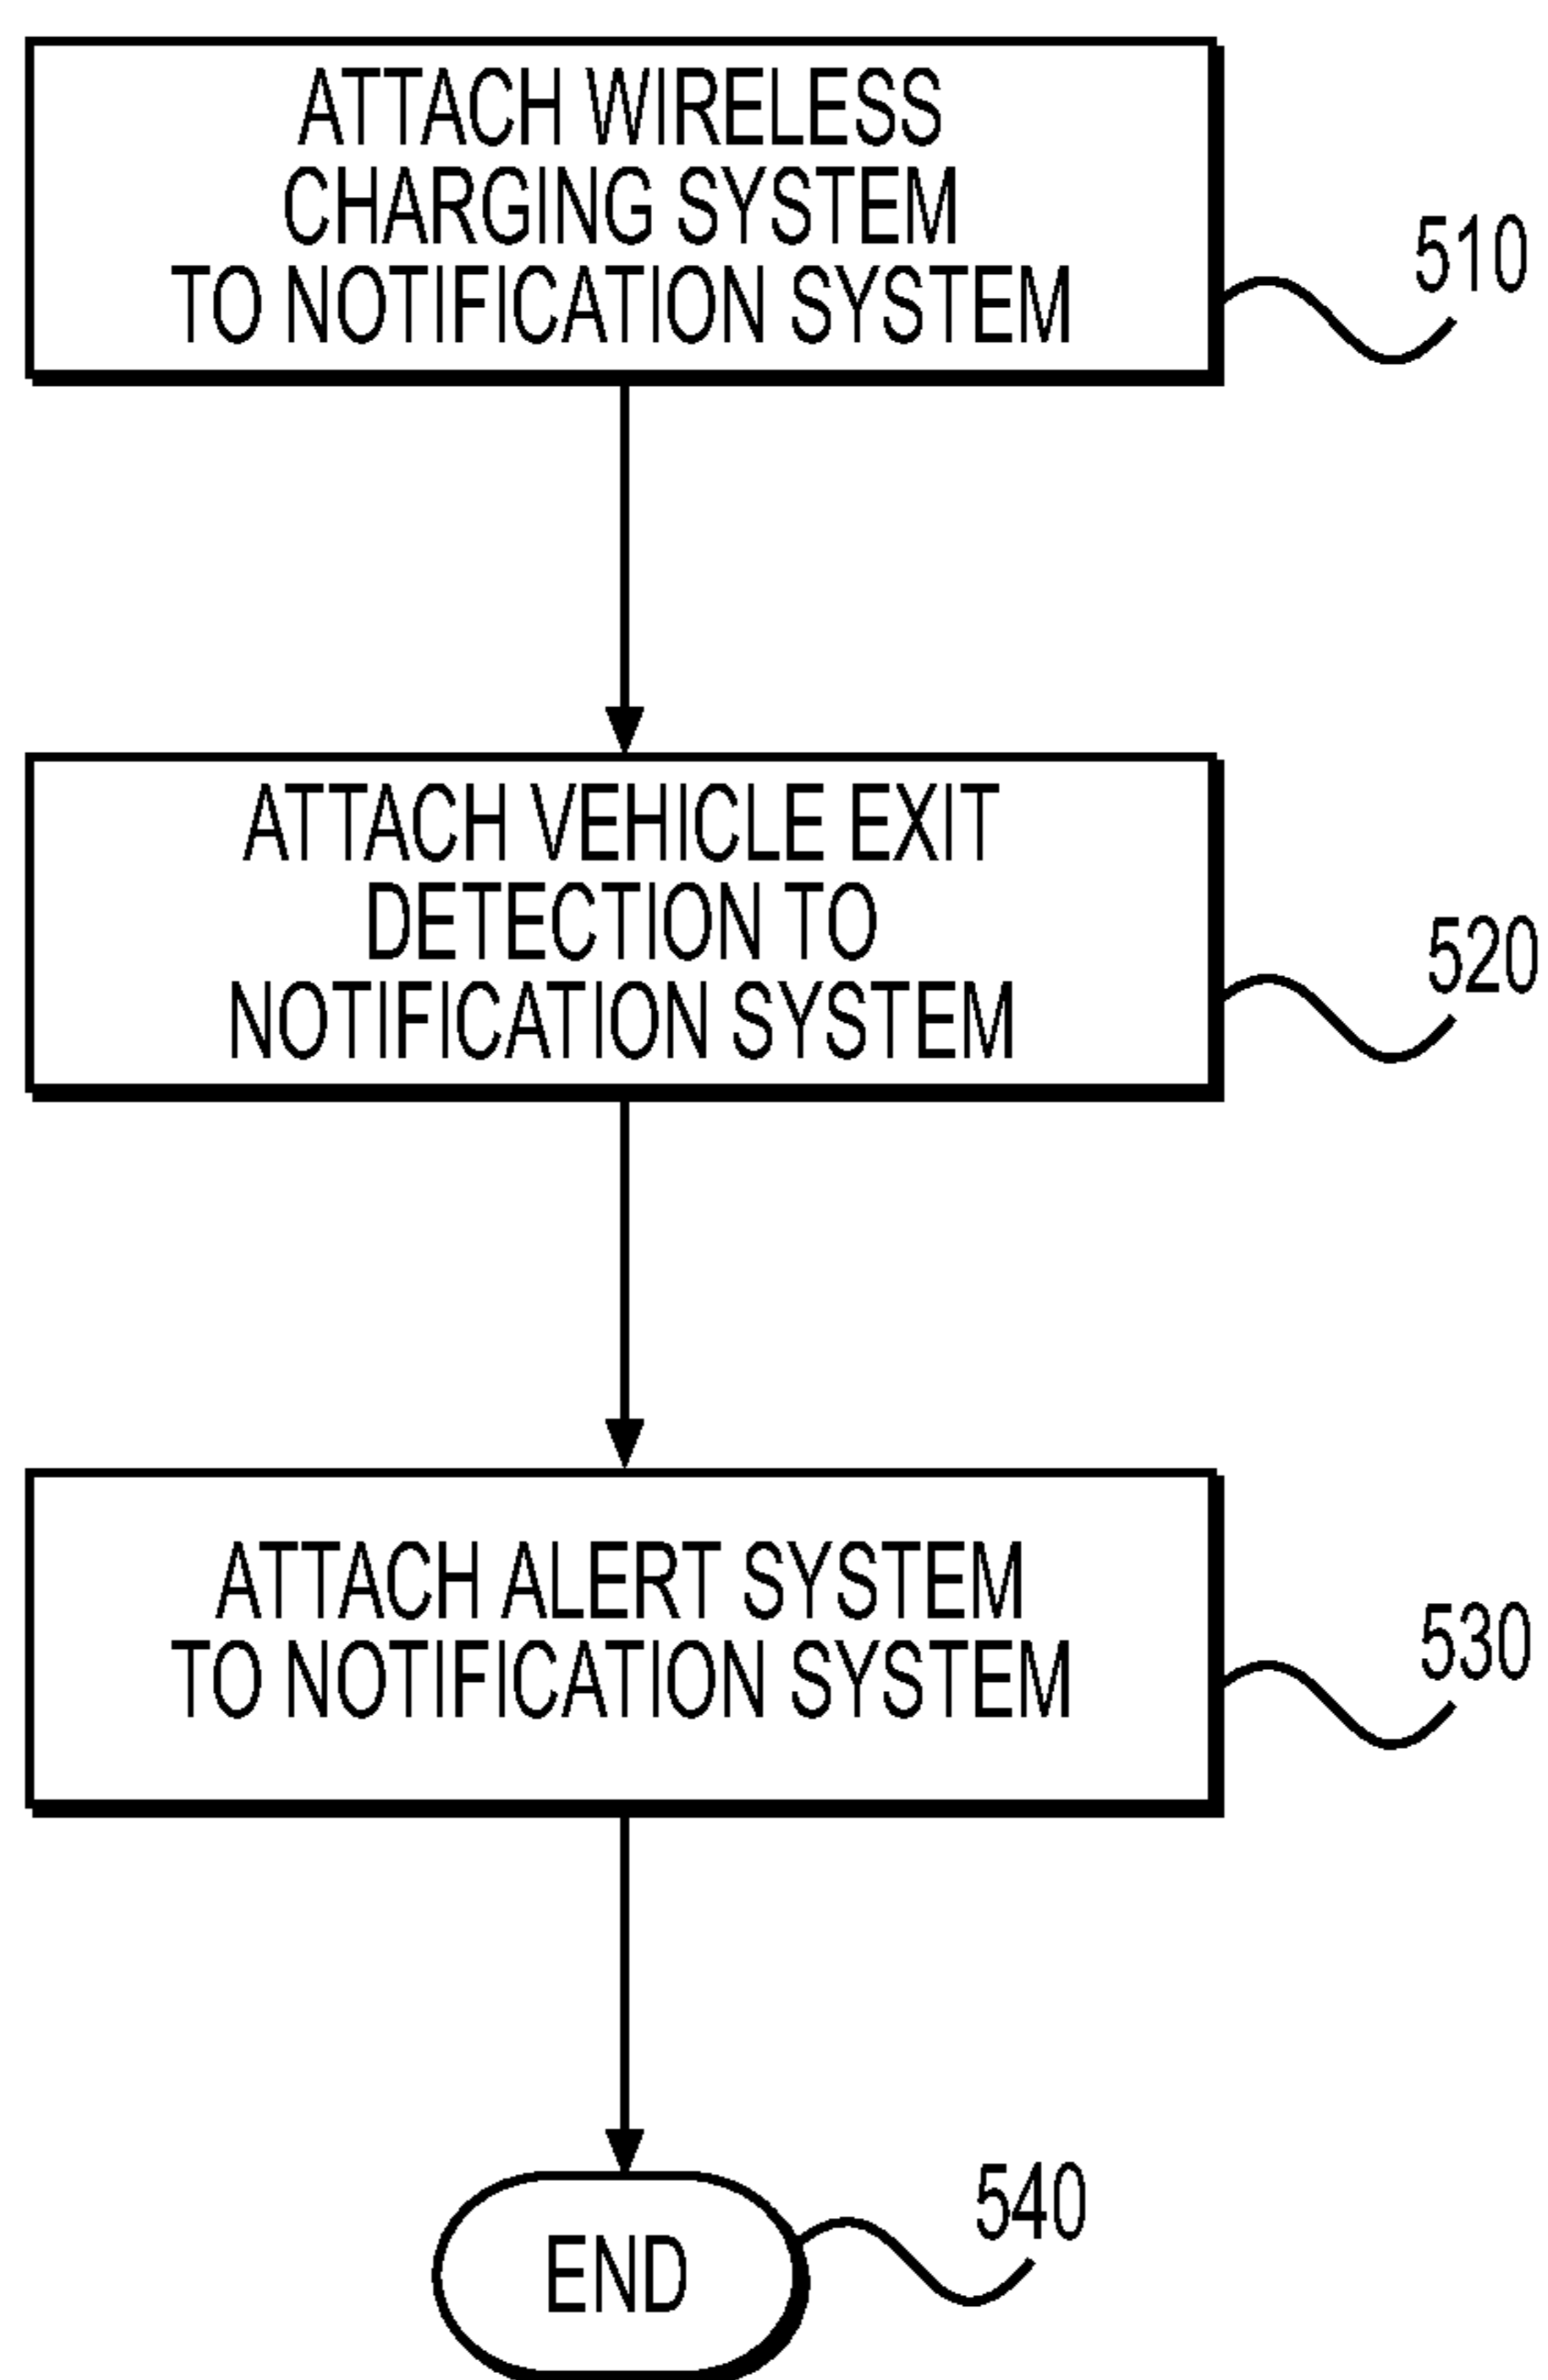 ATTACH WIRELESS
CHARGING SYSTEM
TO NOTIFICATION SYSTEM
510
ATTACH VEHICLE EXIT
DETECTION TO
NOTIFICATION SYSTEM
520
ATTACH ALERT SYSTEM
TO NOTIFICATION SYSTEM
530
END
540